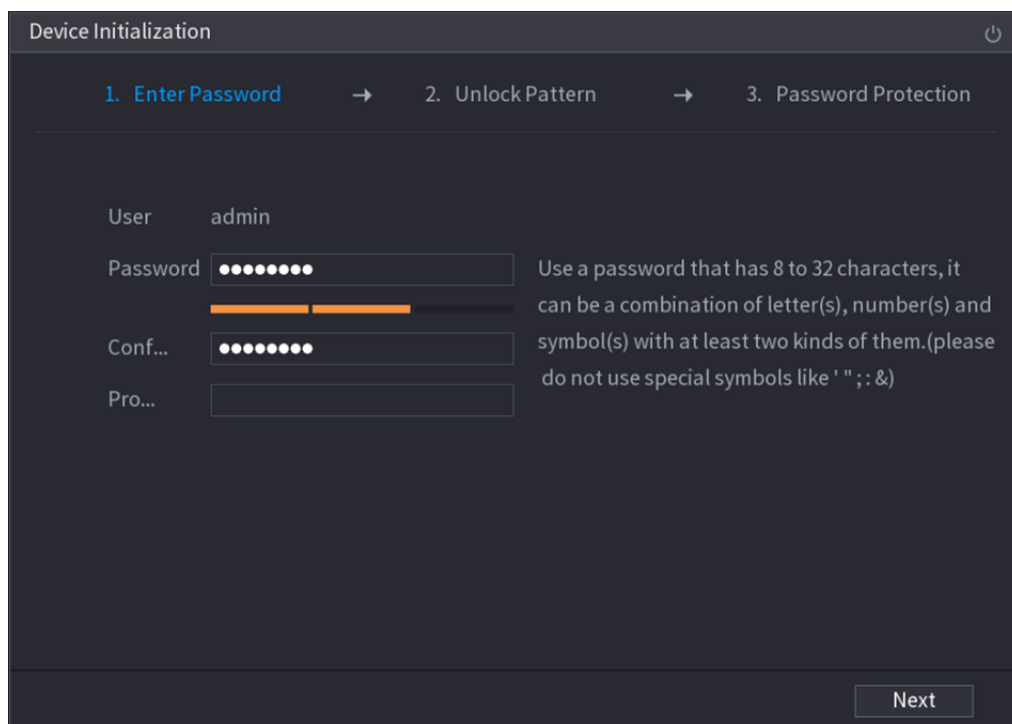 Device Initialization
1. Enter Password → 2. Unlock Pattern → 3. Password Protection
User admin
Password ●●●●●●●● Use a password that has 8 to 32 characters, it
can be a combination of letter(s), number(s) and
Conf... ●●●●●●●● symbol(s) with at least two kinds of them.(please
do not use special symbols like ' " ; : &)
Pro...
Next